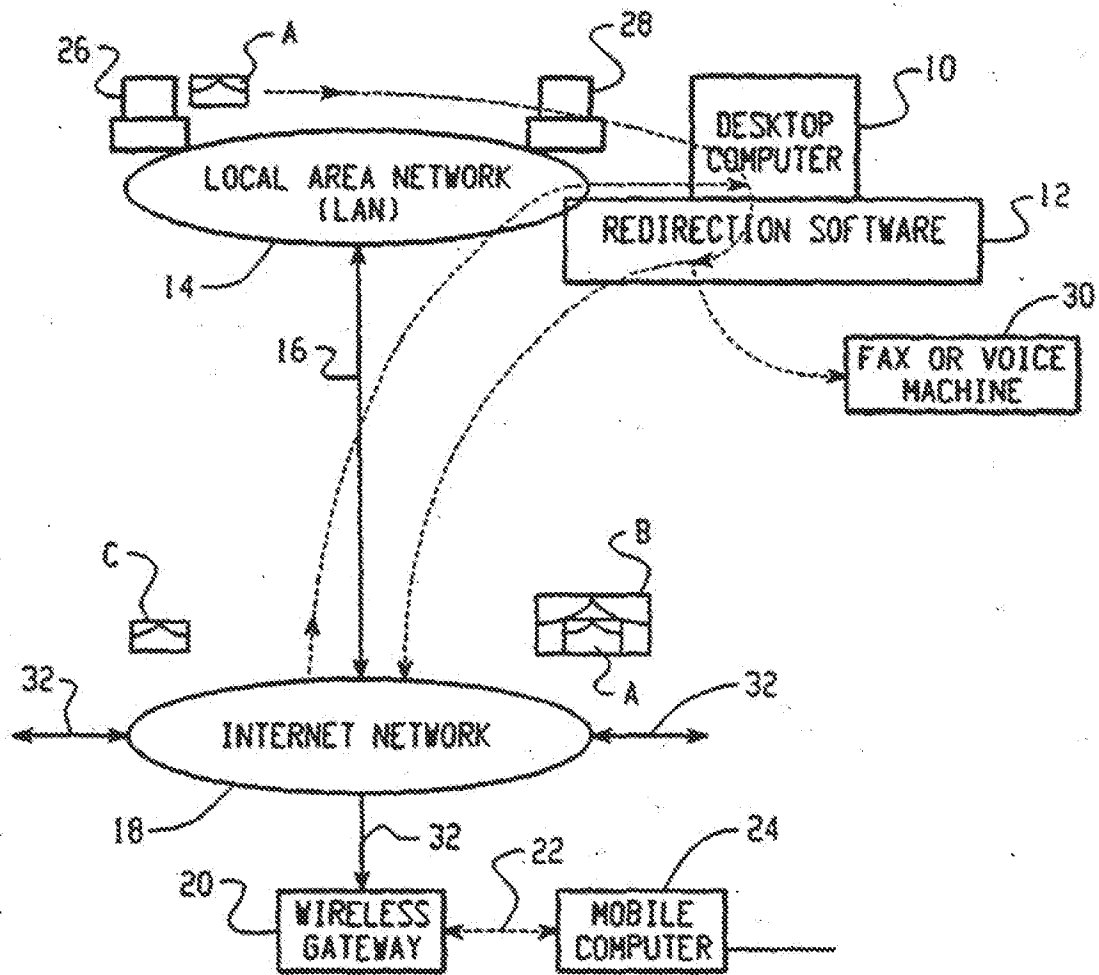 26
A
28
10
DESKTOP
COMPUTER
LOCAL AREA NETWORK
(LAN)
REDIRECTION SOFTWARE
12
14
30
16
FAX OR VOICE
MACHINE
B
C
A
32
32
INTERNET NETWORK
18
32
24
22
20
WIRELESS
GATEWAY
MOBILE
COMPUTER